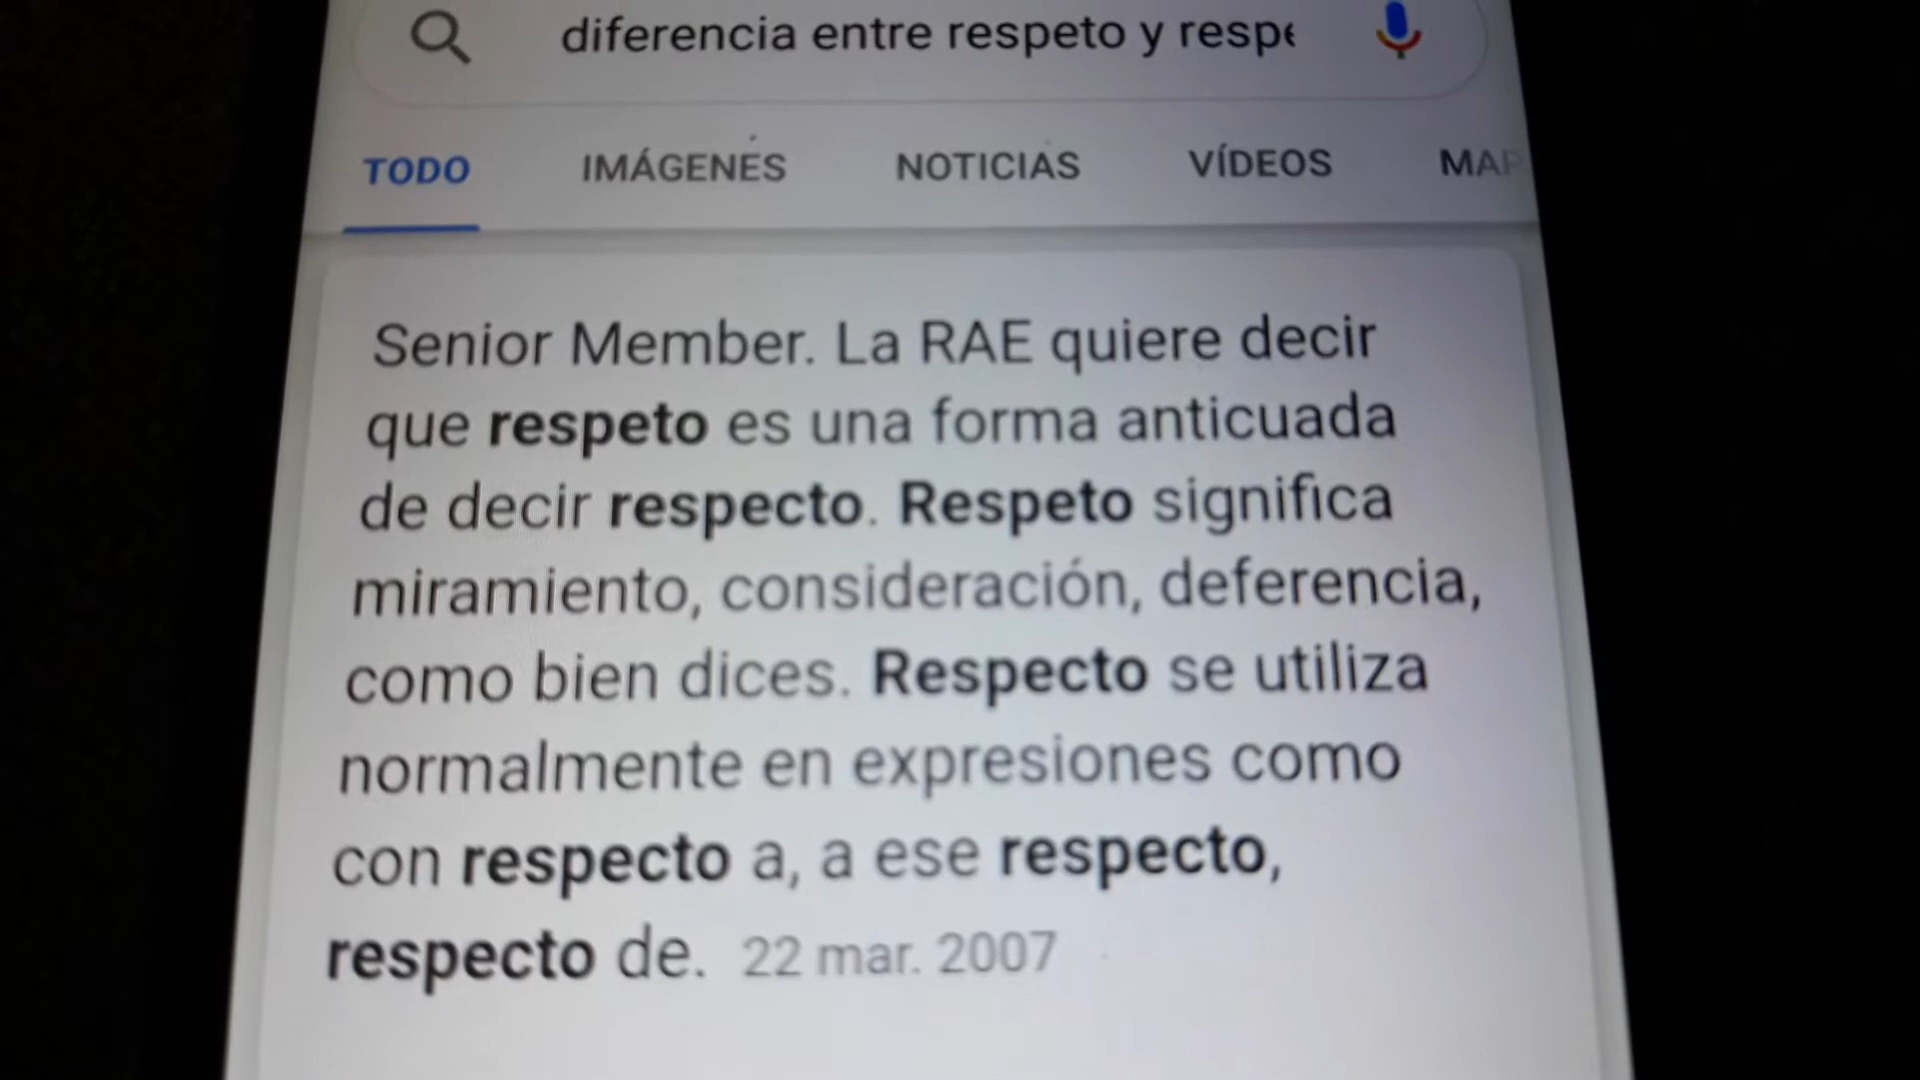 diferencia entre respeto y resp
TODO IMÁGENES NOTICIAS VÍDEOS MAP
Senior Member. La RAE quiere decir
que respeto es una forma anticuada
de decir respecto. Respeto significa
miramiento, consideración, deferencia,
como bien dices. Respecto se utiliza
normalmente en expresiones como
con respecto a, a ese respecto,
respecto de. 22 mar. 2007